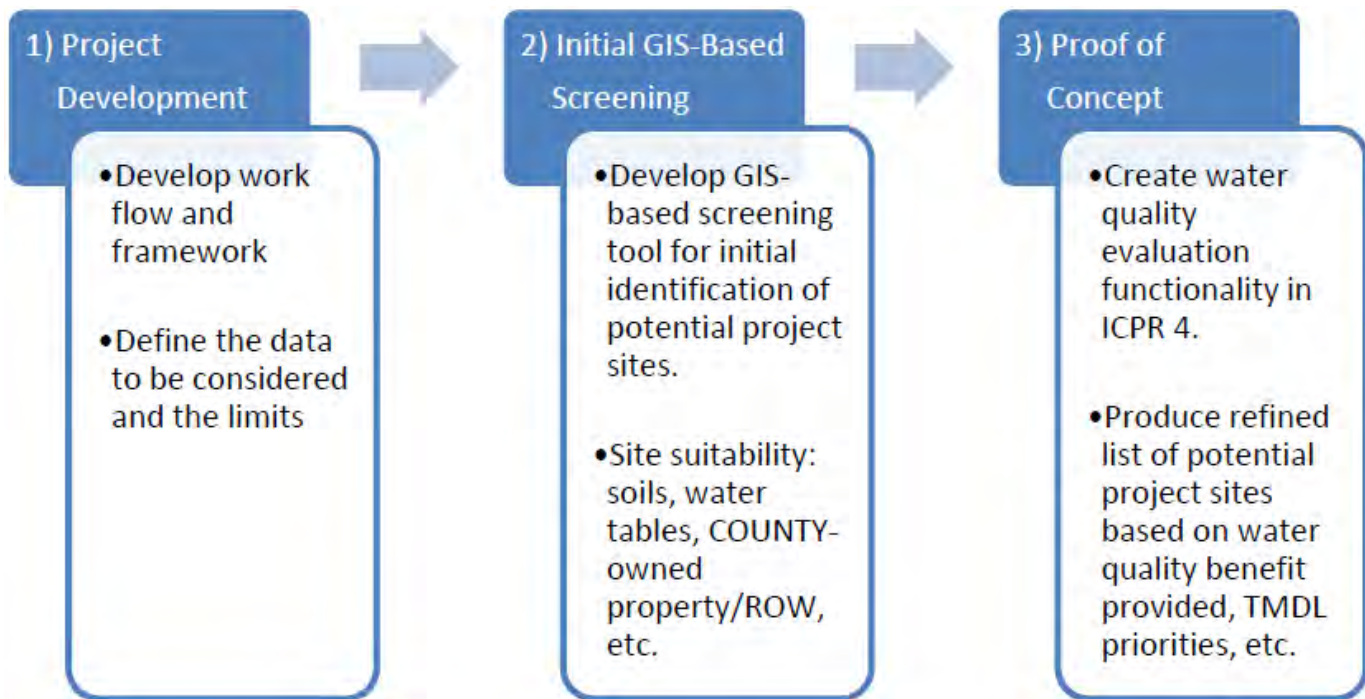 1) Project
Development
•Develop work
flow and
framework
•Define the data
to be considered
and the limits
2) Initial GIS-Based
Screening
•Develop GIS-
based screening
tool for initial
identification of
potential project
sites.
•Site suitability:
soils, water
tables, COUNTY-
owned
property/ROW,
etc.
3) Proof of
Concept
•Create water
quality
evaluation
functionality in
ICPR 4.
•Produce refined
list of potential
project sites
based on water
quality benefit
provided, TMDL
priorities, etc.